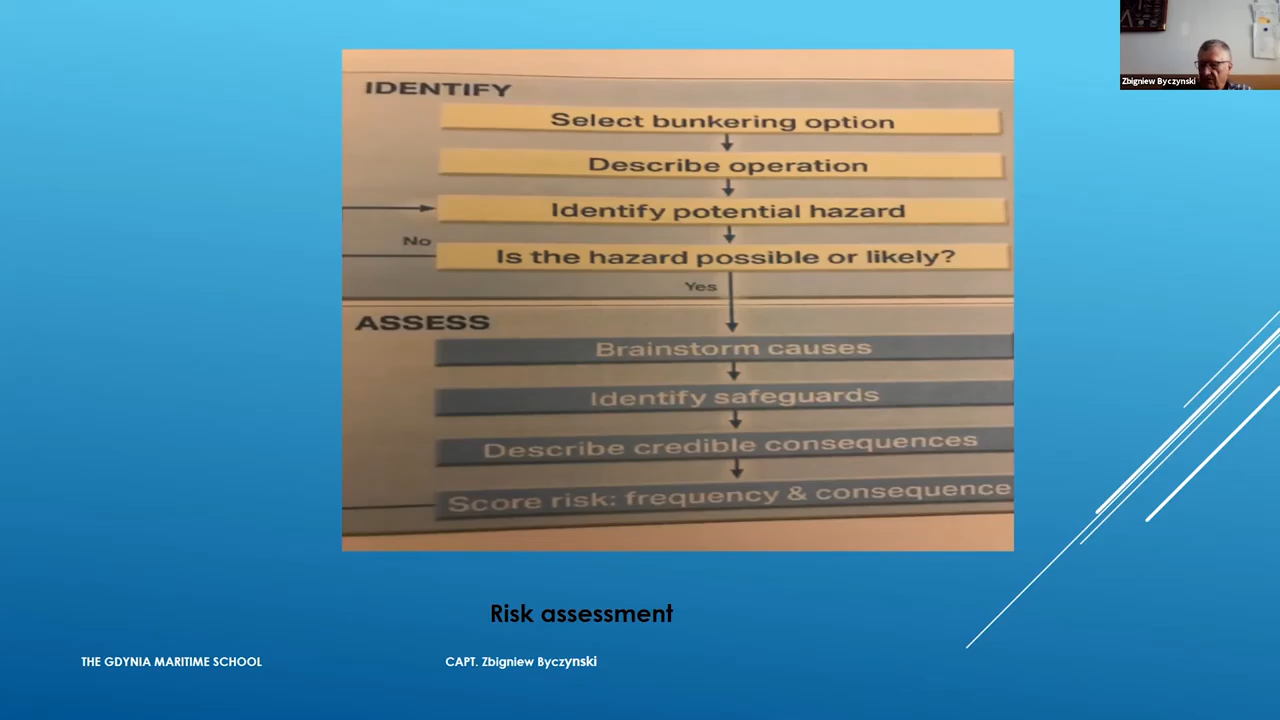 Zbigniew Byczynski
IDENTIFY
Select bunkering option
Describe operation
Identify potential hazard
No
Is the hazard possible or likely?
Yes
ASSESS
Brainstorm causes
Identify safeguards
Describe credible consequences
Score risk: frequency & consequence
Risk assessment
THE GDYNIA MARITIME SCHOOL
CAPT. Zbigniew Byczynski